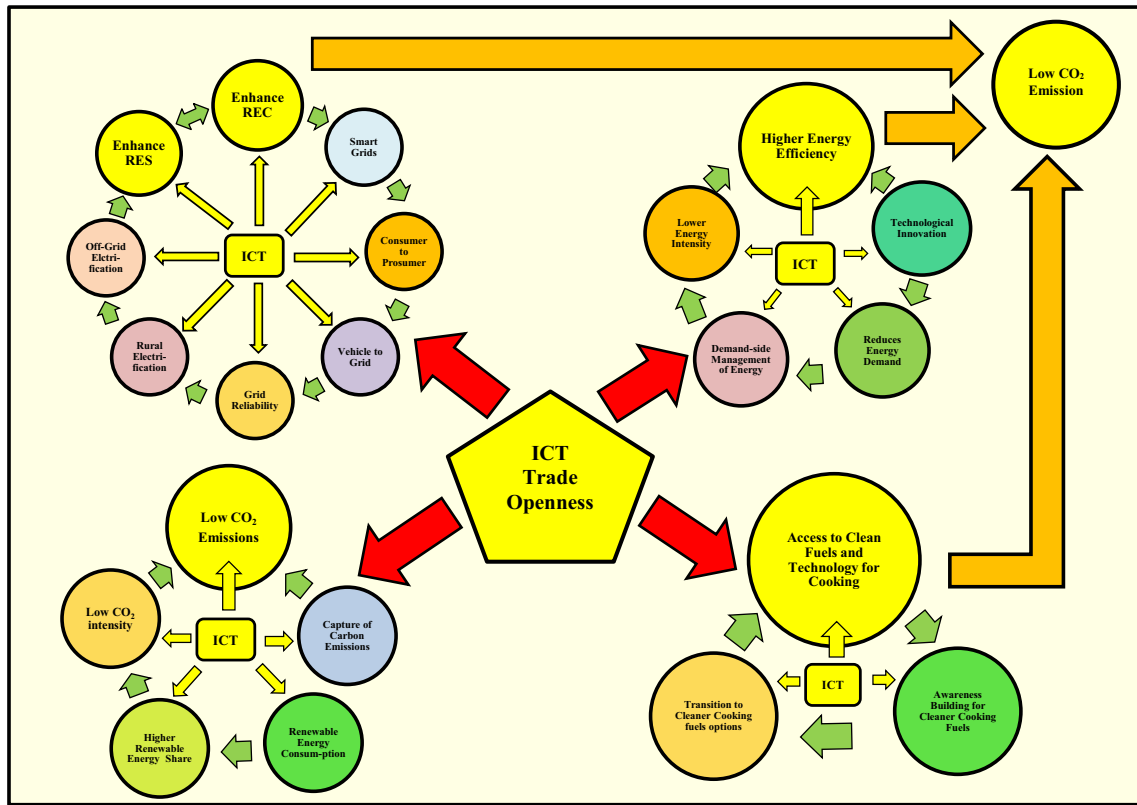 Enhance
REC
Smart
Grids
Consumer
to
Prosumer
Vehicle to
Grid
Grid
Reliability
Rural
Electri-
fication
Off-Grid
Elctri-
fication
Enhance
RES
ICT
Low CO₂
Emission
Higher Energy
Efficiency
Technological
Innovation
Reduces
Energy
Demand
Demand-side
Management
of Energy
Lower
Energy
Intensity
ICT
ICT
Trade
Openness
Low CO₂
Emissions
Capture of
Carbon
Emissions
Renewable
Energy
Consum-ption
Higher
Renewable
Energy Share
Low CO₂
intensity
ICT
Access to Clean
Fuels and
Technology for
Cooking
Awareness
Building for
Cleaner Cooking
Fuels
Transition to
Cleaner Cooking
fuels options
ICT